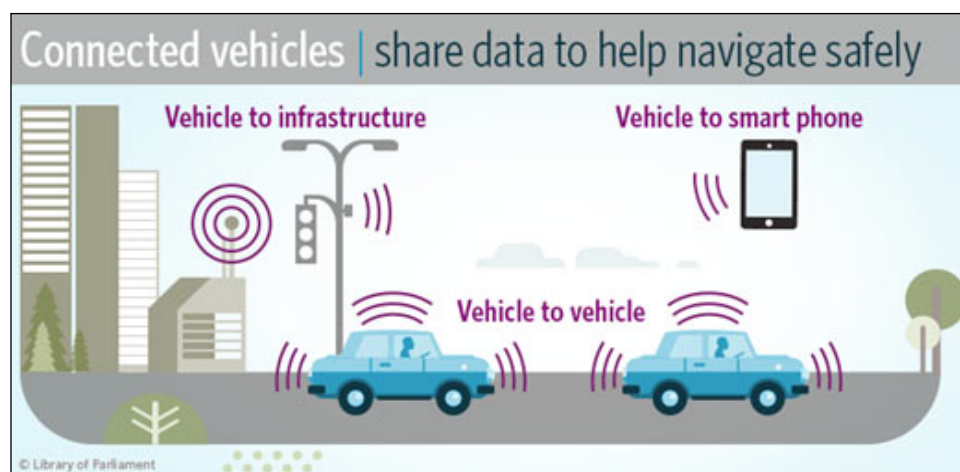 Connected vehicles | share data to help navigate safely
Vehicle to infrastructure
Vehicle to smart phone
Vehicle to vehicle
© Library of Parliament